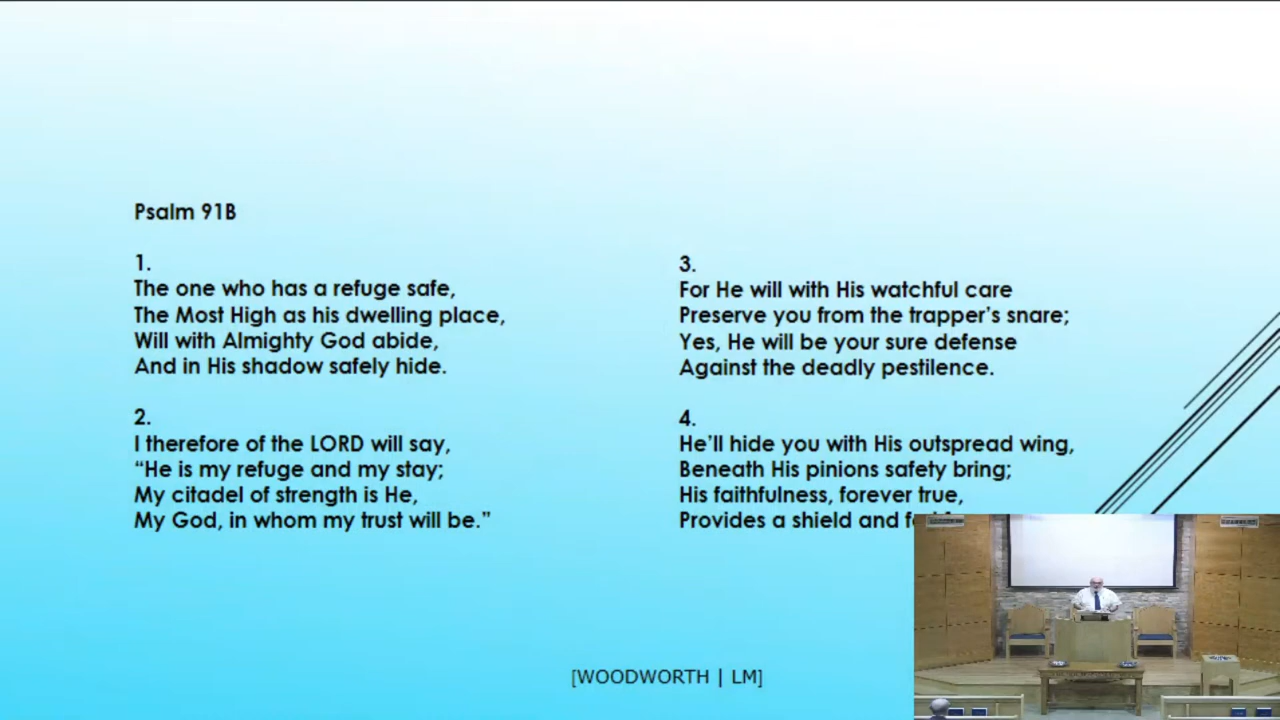 Psalm 91B
1.
The one who has a refuge safe,
The Most High as his dwelling place,
Will with Almighty God abide,
And in His shadow safely hide.
2.
I therefore of the LORD will say,
“He is my refuge and my stay;
My citadel of strength is He,
My God, in whom my trust will be.”
3.
For He will with His watchful care
Preserve you from the trapper’s snare;
Yes, He will be your sure defense
Against the deadly pestilence.
4.
He’ll hide you with His outspread wing,
Beneath His pinions safety bring;
His faithfulness, forever true,
Provides a shield and
[WOODWORTH | LM]